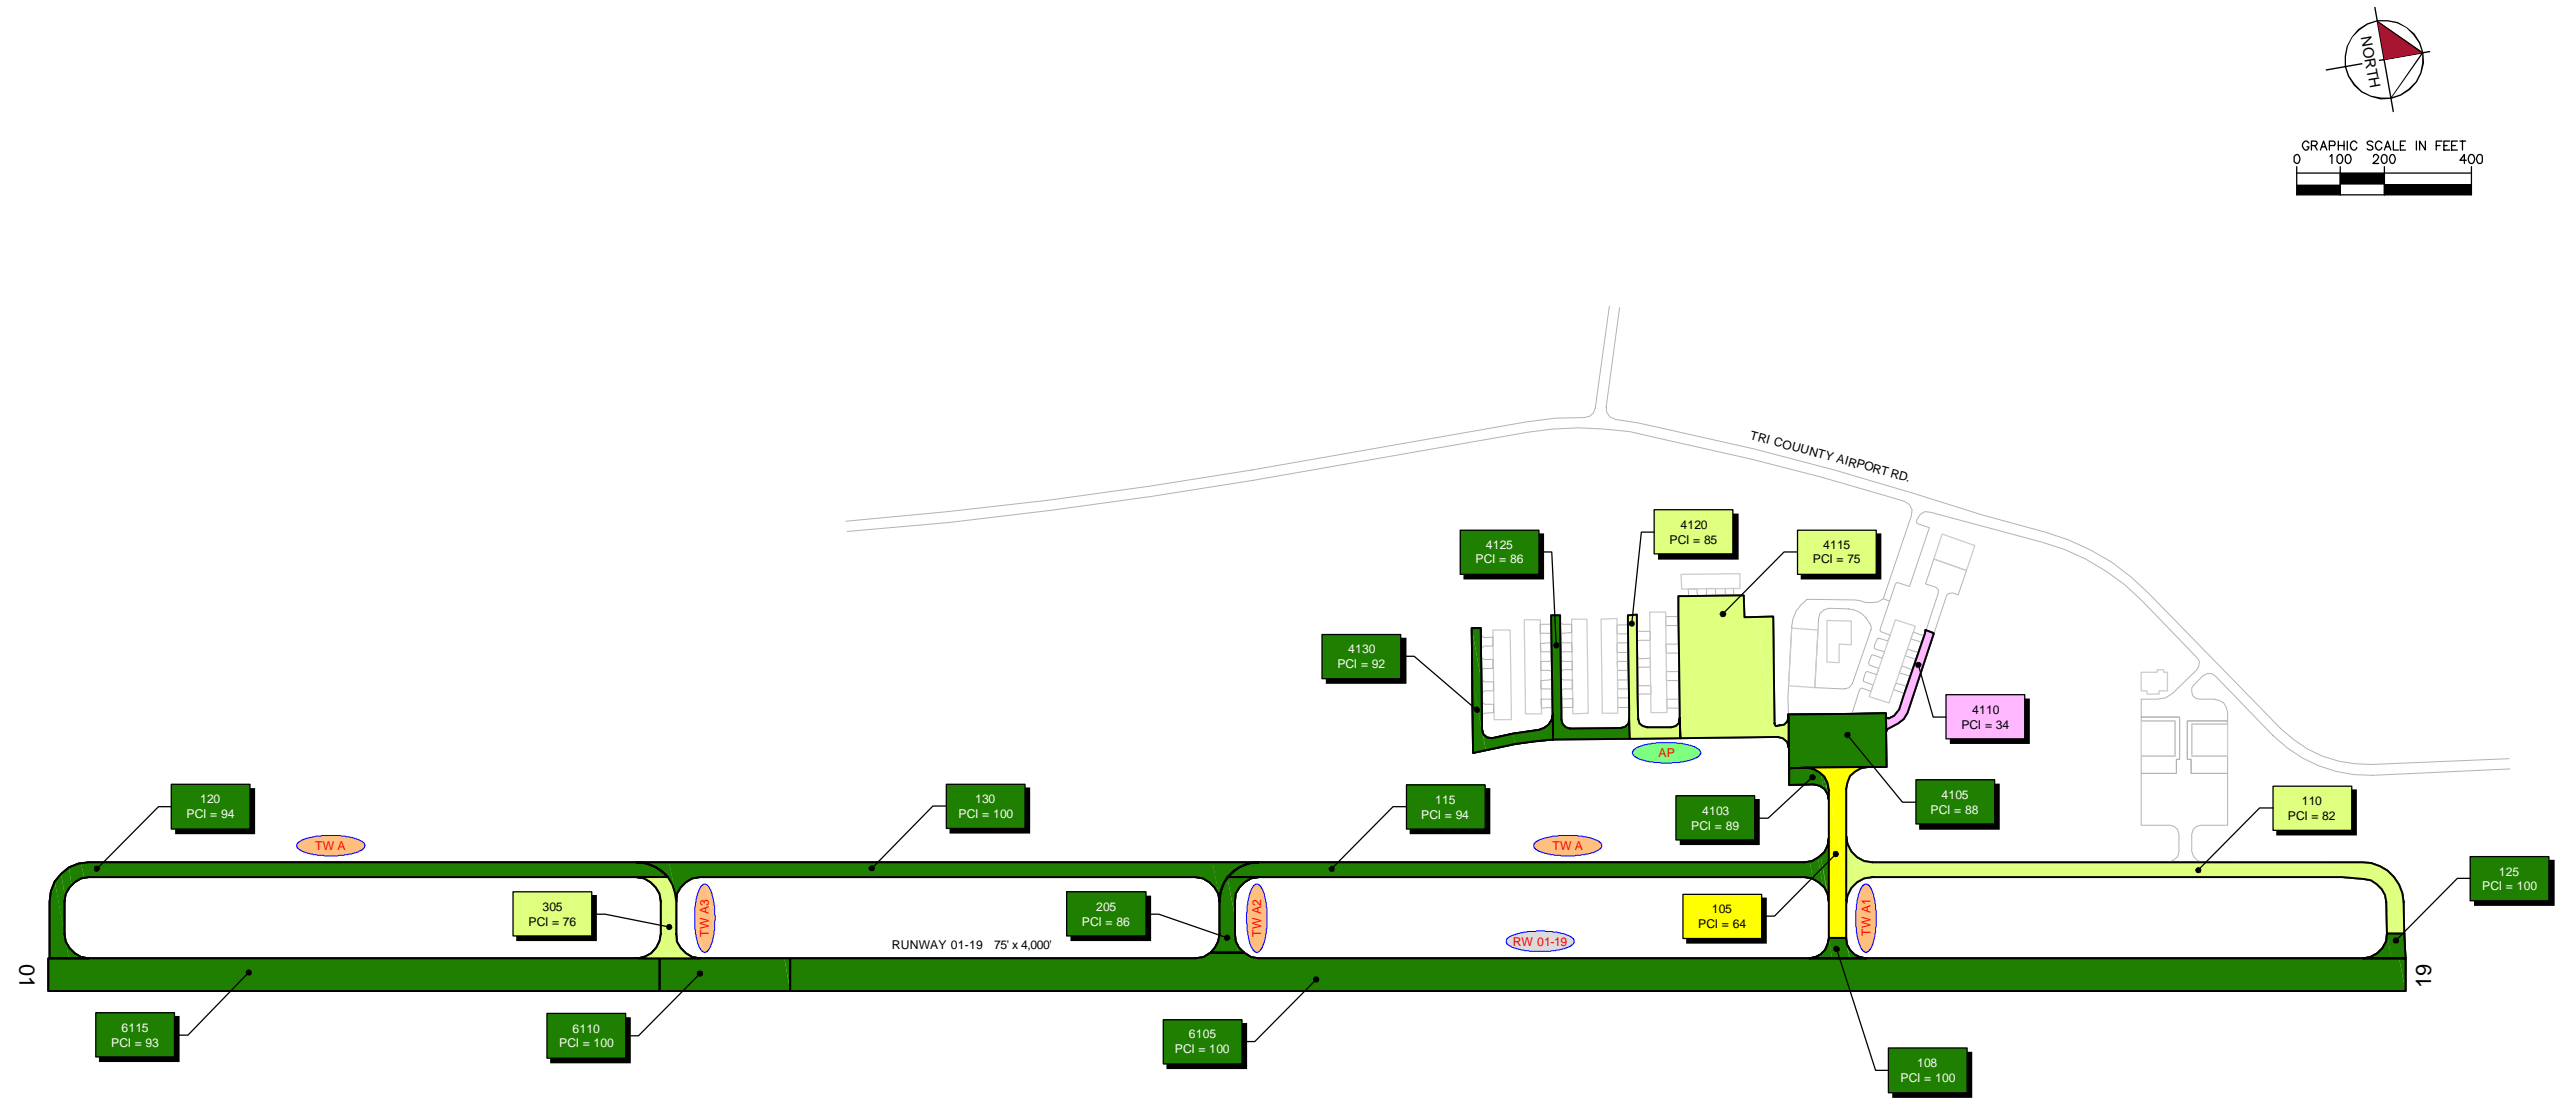 NORTH
GRAPHIC SCALE IN FEET
0 100 200 400
TRI COUUNTY AIRPORT RD.
4120
PCI = 85
4125
PCI = 86
4115
PCI = 75
4130
PCI = 92
4110
PCI = 34
AP
120
PCI = 94
130
PCI = 100
115
PCI = 94
4103
PCI = 89
4105
PCI = 88
110
PCI = 82
TW A
TW A
125
PCI = 100
305
PCI = 76
TW A3
205
PCI = 86
TW A2
105
PCI = 64
TW A1
RUNWAY 01-19 75' x 4,000'
RW 01-19
01
19
6115
PCI = 93
6110
PCI = 100
6105
PCI = 100
108
PCI = 100